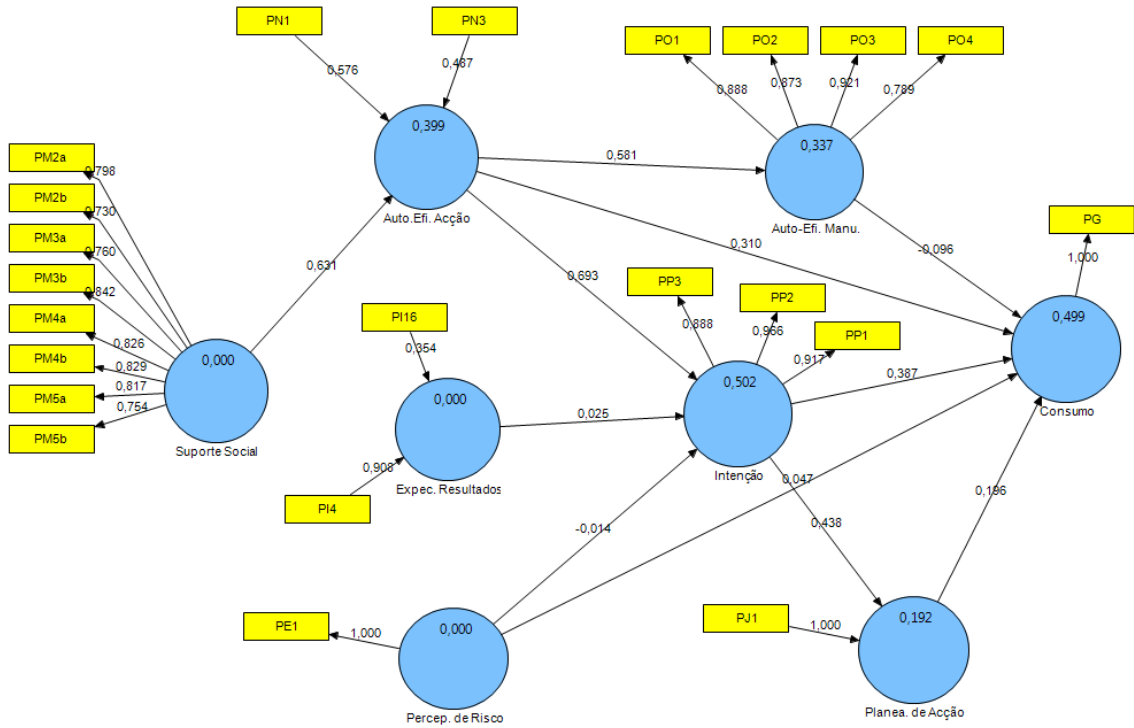 PN1
PN3
PO1
PO2
PO3
PO4
0,576
0,487
0,888
0,873
0,921
0,789
0,399
Auto.Efi. Acção
0,581
0,337
Auto-Efi. Manu.
PM2a
0,798
PM2b
0,730
PM3a
0,760
PM3b
0,842
PM4a
0,826
PM4b
0,829
PM5a
0,817
PM5b
0,754
0,000
Suporte Social
0,631
0,310
-0,096
PG
1,000
0,693
PP3
0,888
PP2
0,966
PP1
0,917
PI16
0,354
0,000
Expec. Resultados
PI4
0,908
0,025
0,502
Intenção
0,387
0,499
Consumo
0,047
-0,014
0,438
0,196
PE1
1,000
0,000
Percep. de Risco
PJ1
1,000
0,192
Planea. de Acção